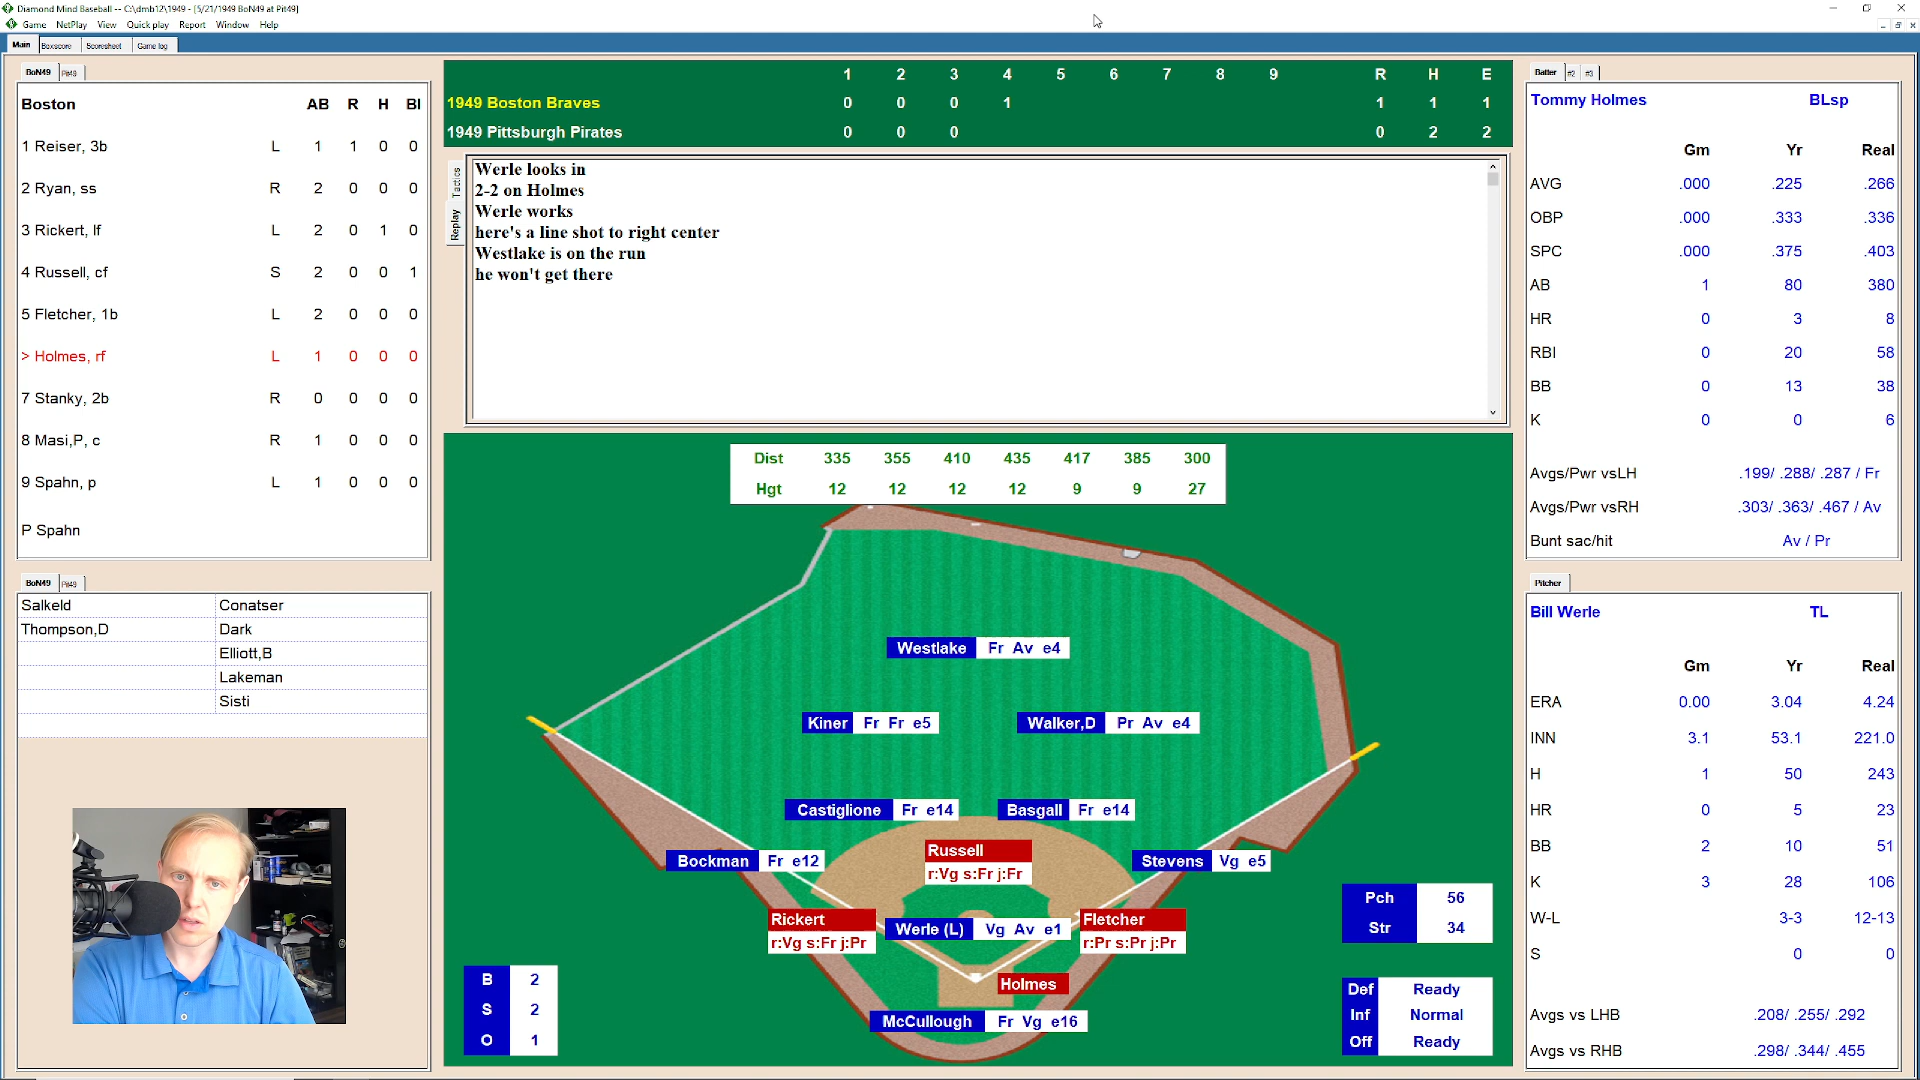 Diamond Mind Baseball -- C:\dmb12\1949 - [5/21/1949 BoN49 at Pit49]
Game NetPlay View Quick play Report Window Help
Main Boxscore Scoresheet Game log
BoN49 Pit49
Boston AB R H BI
1 Reiser, 3b L 1 1 0 0
2 Ryan, ss R 2 0 0 0
3 Rickert, lf L 2 0 1 0
4 Russell, cf S 2 0 0 1
5 Fletcher, 1b L 2 0 0 0
> Holmes, rf L 1 0 0 0
7 Stanky, 2b R 0 0 0 0
8 Masi,P, c R 1 0 0 0
9 Spahn, p L 1 0 0 0
P Spahn
BoN49 Pit49
Salkeld Conatser
Thompson,D Dark
Elliott,B
Lakeman
Sisti
1 2 3 4 5 6 7 8 9 R H E
1949 Boston Braves 0 0 0 1 1 1 1
1949 Pittsburgh Pirates 0 0 0 0 2 2
Tactics
Replay
Werle looks in
2-2 on Holmes
Werle works
here's a line shot to right center
Westlake is on the run
he won't get there
Dist 335 355 410 435 417 385 300
Hgt 12 12 12 12 9 9 27
Westlake Fr Av e4
Kiner Fr Fr e5
Walker,D Pr Av e4
Castiglione Fr e14
Basgall Fr e14
Bockman Fr e12
Russell
r:Vg s:Fr j:Fr
Stevens Vg e5
Rickert
r:Vg s:Fr j:Pr
Werle (L) Vg Av e1
Fletcher
r:Pr s:Pr j:Pr
Holmes
McCullough Fr Vg e16
B 2
S 2
O 1
Pch 56
Str 34
Def Ready
Inf Normal
Off Ready
Batter #2 #3
Tommy Holmes BLsp
Gm Yr Real
AVG .000 .225 .266
OBP .000 .333 .336
SPC .000 .375 .403
AB 1 80 380
HR 0 3 8
RBI 0 20 58
BB 0 13 38
K 0 0 6
Avgs/Pwr vsLH .199/ .288/ .287 / Fr
Avgs/Pwr vsRH .303/ .363/ .467 / Av
Bunt sac/hit Av / Pr
Pitcher
Bill Werle TL
Gm Yr Real
ERA 0.00 3.04 4.24
INN 3.1 53.1 221.0
H 1 50 243
HR 0 5 23
BB 2 10 51
K 3 28 106
W-L 3-3 12-13
S 0 0
Avgs vs LHB .208/ .255/ .292
Avgs vs RHB .298/ .344/ .455